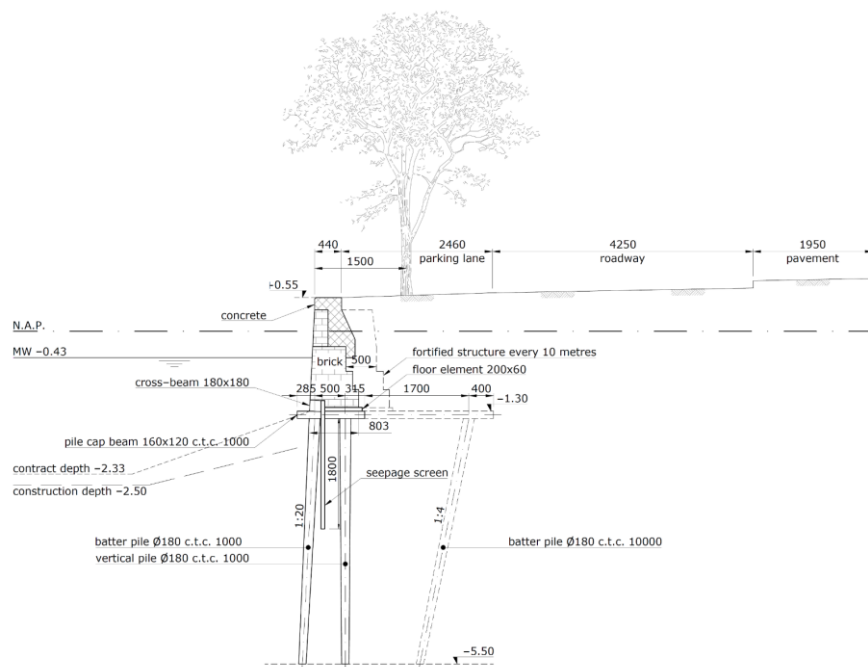 440
2460
4250
1950
parking lane
roadway
pavement
1500
+0.55
concrete
N.A.P.
MW −0.43
brick
500
fortified structure every 10 metres
floor element 200x60
cross−beam 180x180
285 500 315 1700 400
−1.30
pile cap beam 160x120 c.t.c. 1000
803
contract depth −2.33
seepage screen
1800
construction depth −2.50
1:20
1:4
batter pile Ø180 c.t.c. 1000
batter pile Ø180 c.t.c. 10000
vertical pile Ø180 c.t.c. 1000
−5.50